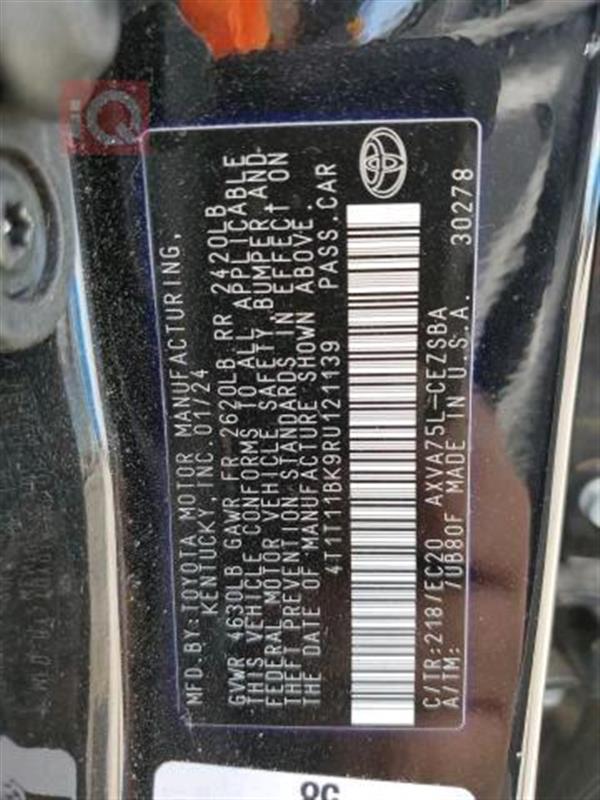 iQ
MFD.BY:TOYOTA MOTOR MANUFACTURING,
KENTUCKY, INC. 01/24
GVWR 4630LB GAWR FR 2620LB RR 2420LB
THIS VEHICLE CONFORMS TO ALL APPLICABLE
FEDERAL MOTOR VEHICLE SAFETY, BUMPER AND
THEFT PREVENTION STANDARDS IN EFFECT ON
THE DATE OF MANUFACTURE SHOWN ABOVE
4T1T11BK9RU121139 PASS.CAR
C/TR:218/EC20 AXVA75L-CEZSBA
A/TM: /UB80F MADE IN U.S.A. 30278